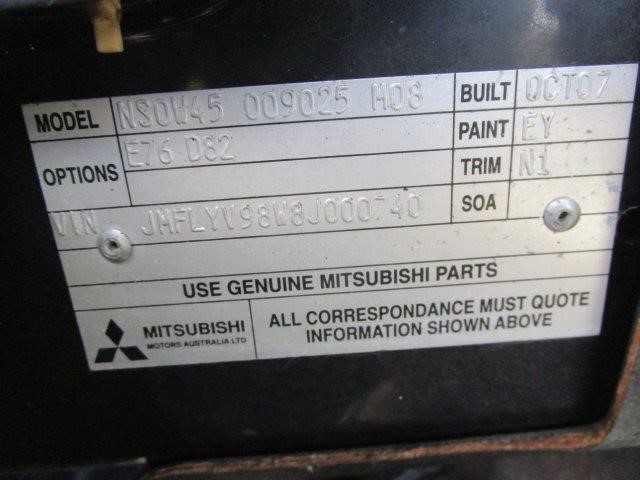 MODEL NS0W45 009025 M08 BUILT OCT07
OPTIONS E76 D82 PAINT EY
TRIM N1
VIN JMFLYV98W8J000740 SOA
USE GENUINE MITSUBISHI PARTS
MITSUBISHI
MOTORS AUSTRALIA LTD
ALL CORRESPONDANCE MUST QUOTE
INFORMATION SHOWN ABOVE